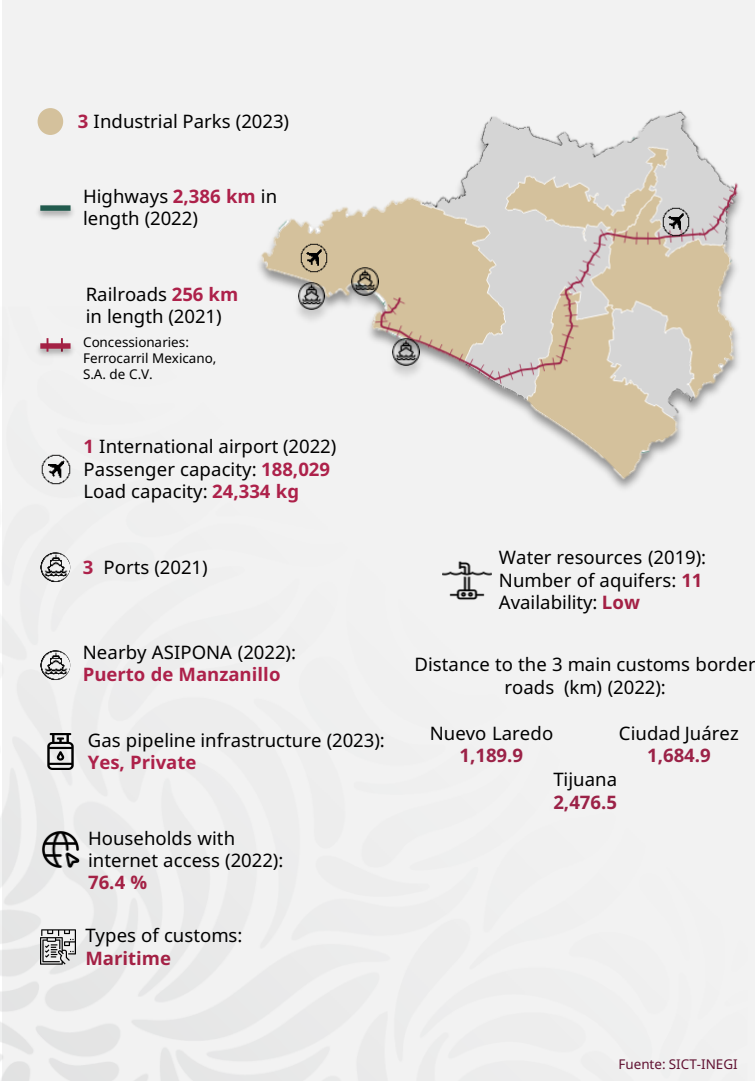 3 Industrial Parks (2023)
Highways 2,386 km in
length (2022)
Railroads 256 km
in length (2021)
Concessionaries:
Ferrocarril Mexicano,
S.A. de C.V.
1 International airport (2022)
Passenger capacity: 188,029
Load capacity: 24,334 kg
3 Ports (2021)
Nearby ASIPONA (2022):
Puerto de Manzanillo
Gas pipeline infrastructure (2023):
Yes, Private
Households with
internet access (2022):
76.4 %
Types of customs:
Maritime
Water resources (2019):
Number of aquifers: 11
Availability: Low
Distance to the 3 main customs border
roads (km) (2022):
Nuevo Laredo
1,189.9
Ciudad Juárez
1,684.9
Tijuana
2,476.5
Fuente: SICT-INEGI